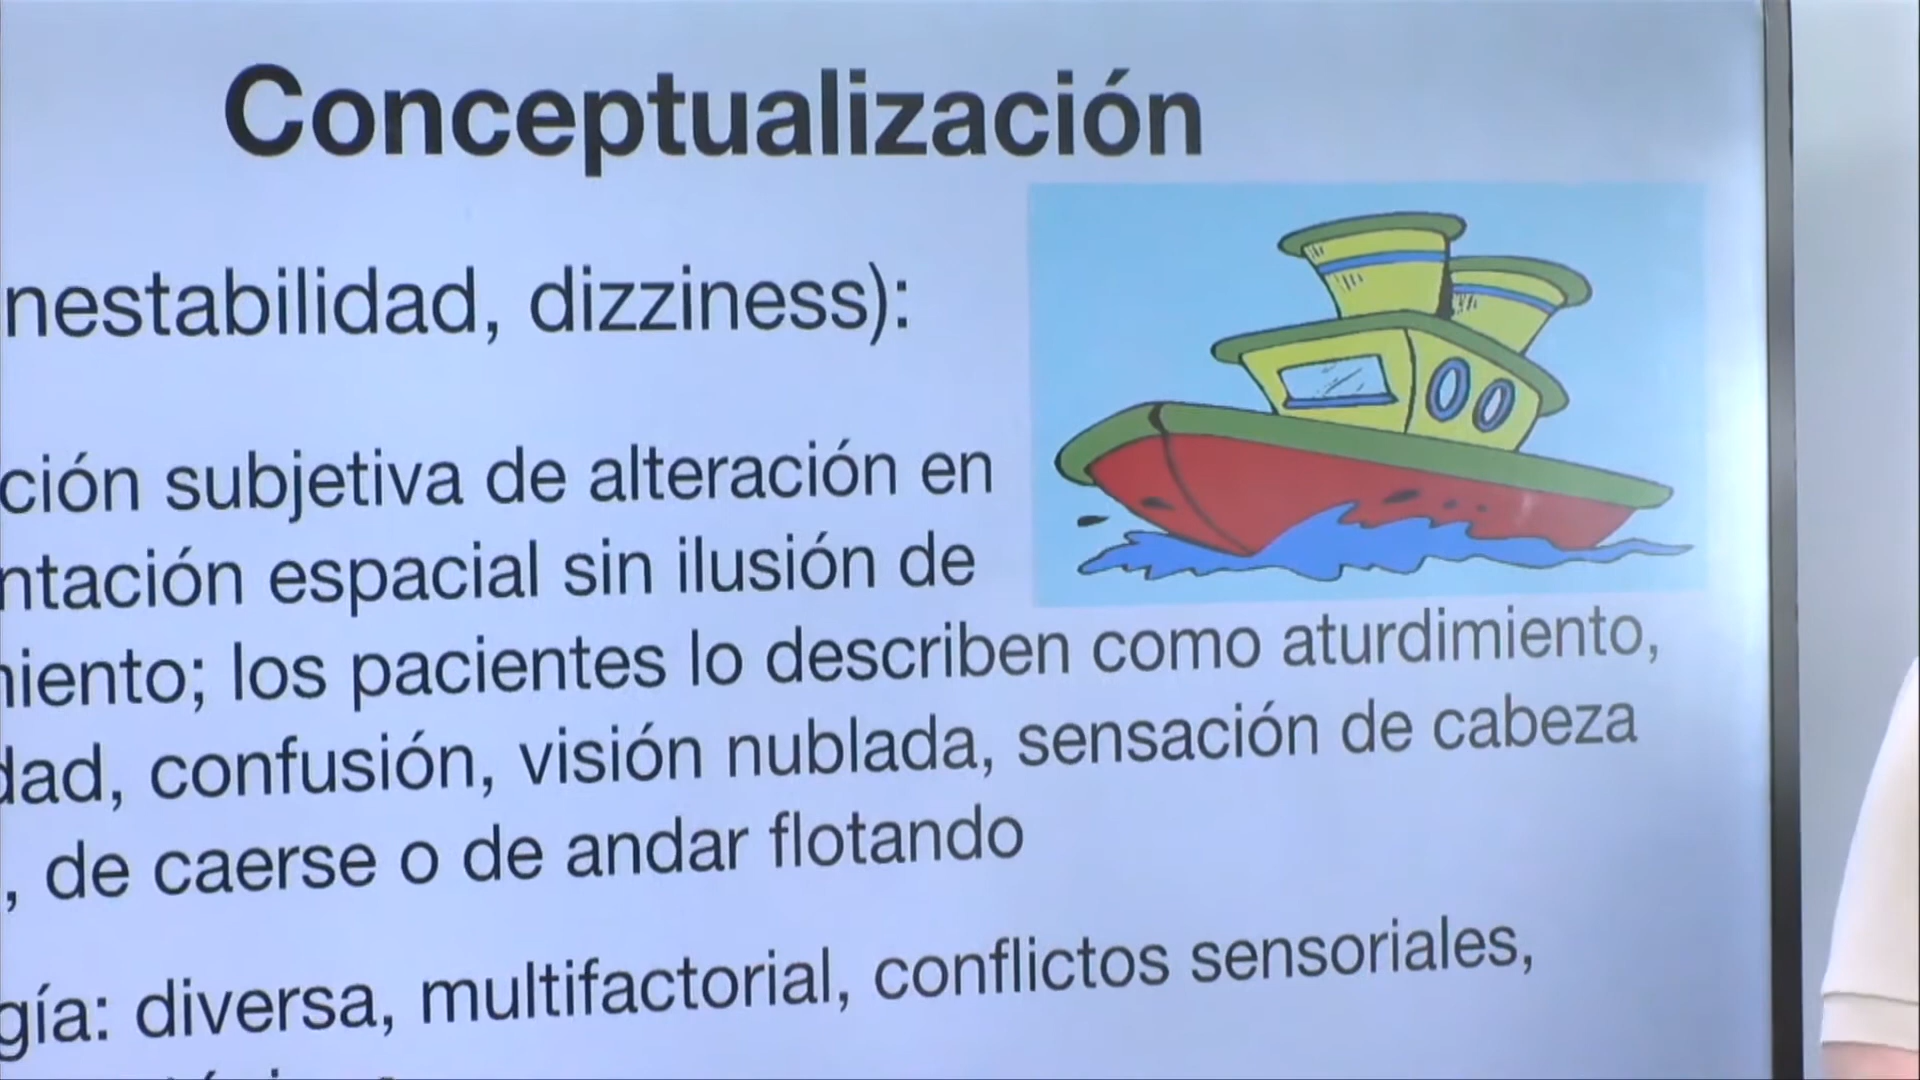 Conceptualización
nestabilidad, dizziness):
ción subjetiva de alteración en
ntación espacial sin ilusión de
iento; los pacientes lo describen como aturdimiento,
dad, confusión, visión nublada, sensación de cabeza
, de caerse o de andar flotando
gía: diversa, multifactorial, conflictos sensoriales,